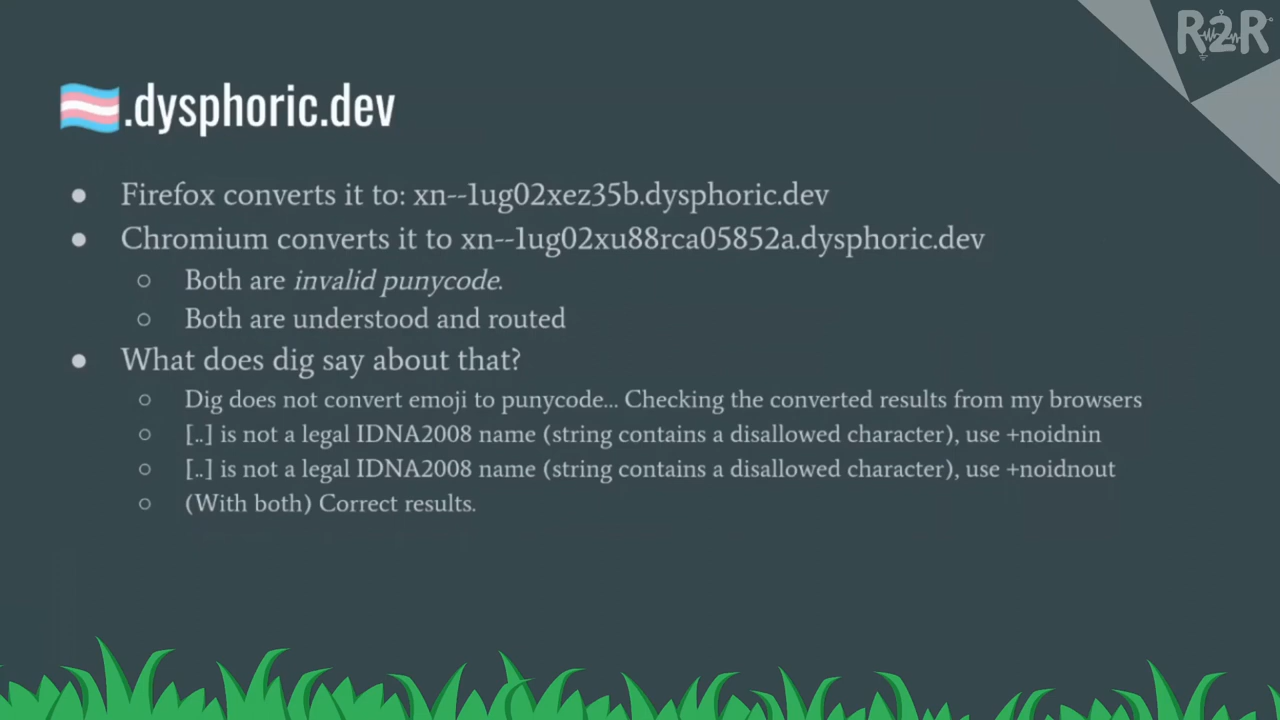 R2R
🏳️‍⚧️.dysphoric.dev
● Firefox converts it to: xn--1ug02xez35b.dysphoric.dev
● Chromium converts it to xn--1ug02xu88rca05852a.dysphoric.dev
○ Both are invalid punycode.
○ Both are understood and routed
● What does dig say about that?
○ Dig does not convert emoji to punycode... Checking the converted results from my browsers
○ [..] is not a legal IDNA2008 name (string contains a disallowed character), use +noidnin
○ [..] is not a legal IDNA2008 name (string contains a disallowed character), use +noidnout
○ (With both) Correct results.